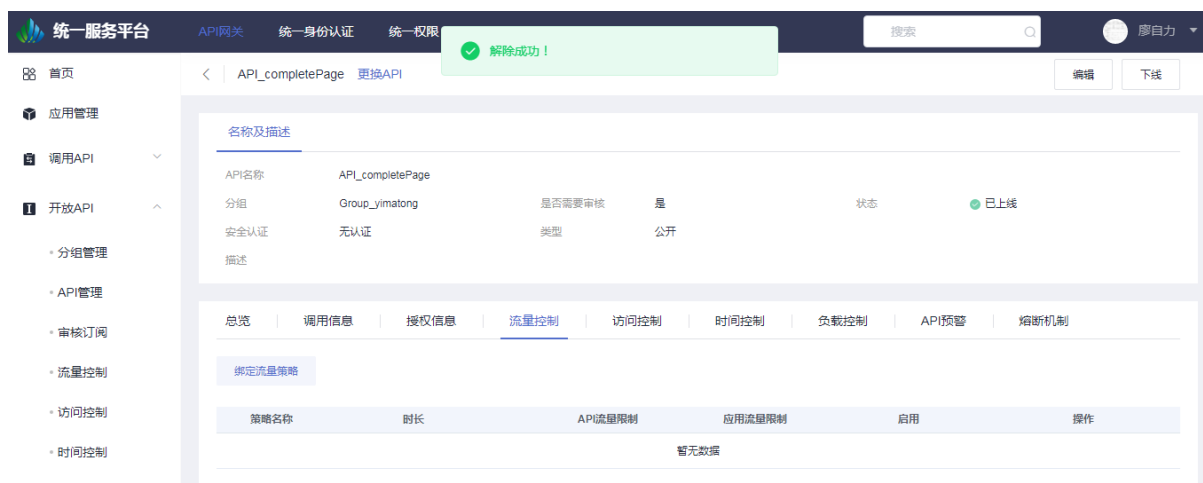 统一服务平台 API网关 统一身份认证 统一权限 搜索 廖自力
解除成功！
首页
API_completePage 更换API 编辑 下线
应用管理
名称及描述
调用API
API名称 API_completePage
开放API
分组 Group_yimatong 是否需要审核 是 状态 已上线
安全认证 无认证 类型 公开
描述
分组管理
API管理
总览 调用信息 授权信息 流量控制 访问控制 时间控制 负载控制 API预警 熔断机制
审核订阅
流量控制
绑定流量策略
访问控制
策略名称 时长 API流量限制 应用流量限制 启用 操作
时间控制
暂无数据